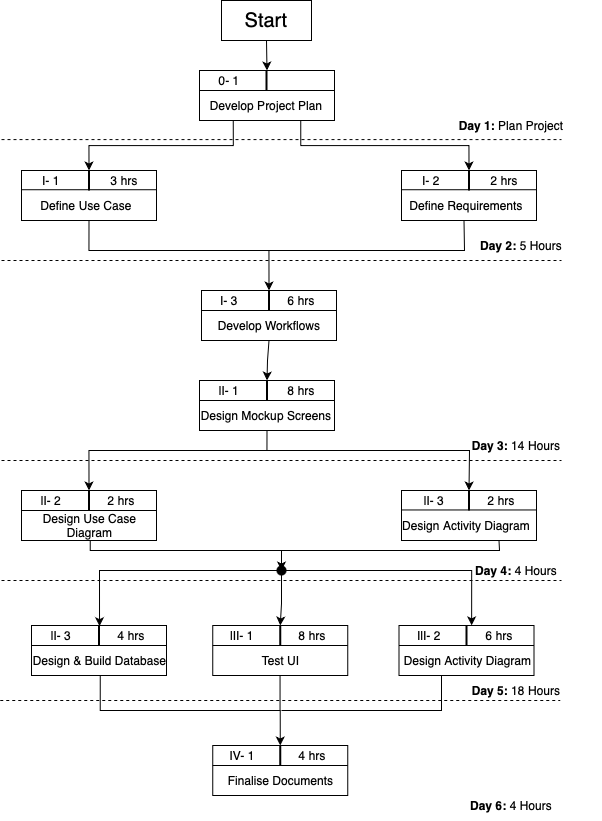 Start
0- 1
Develop Project Plan
Day 1: Plan Project
I- 1 3 hrs
Define Use Case
I- 2 2 hrs
Define Requirements
Day 2: 5 Hours
I- 3 6 hrs
Develop Workflows
II- 1 8 hrs
Design Mockup Screens
Day 3: 14 Hours
II- 2 2 hrs
Design Use Case
Diagram
II- 3 2 hrs
Design Activity Diagram
Day 4: 4 Hours
II- 3 4 hrs
Design & Build Database
III- 1 8 hrs
Test UI
III- 2 6 hrs
Design Activity Diagram
Day 5: 18 Hours
IV- 1 4 hrs
Finalise Documents
Day 6: 4 Hours